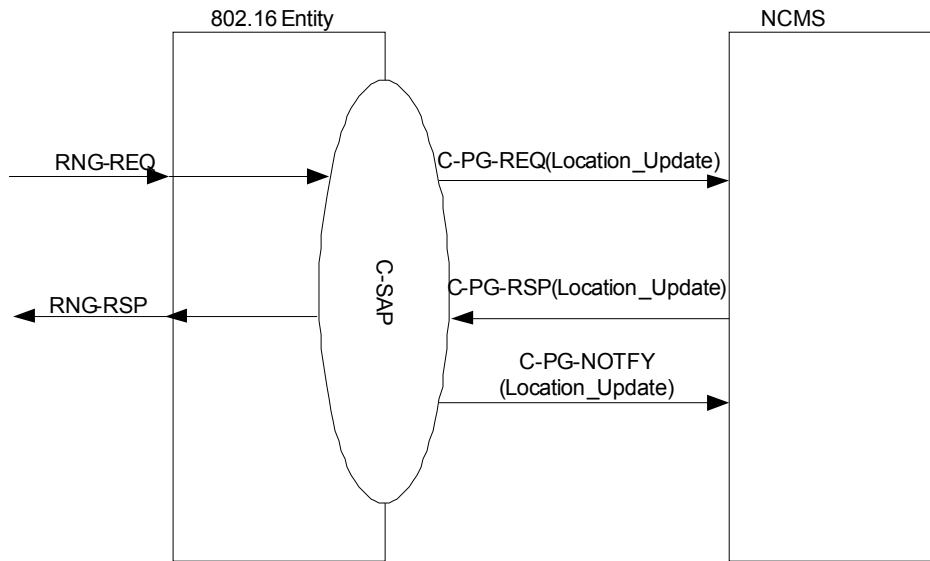 802.16 Entity
NCMS
RNG-REQ
C-PG-REQ(Location_Update)
C-SAP
C-PG-RSP(Location_Update)
RNG-RSP
C-PG-NOTFY
(Location_Update)